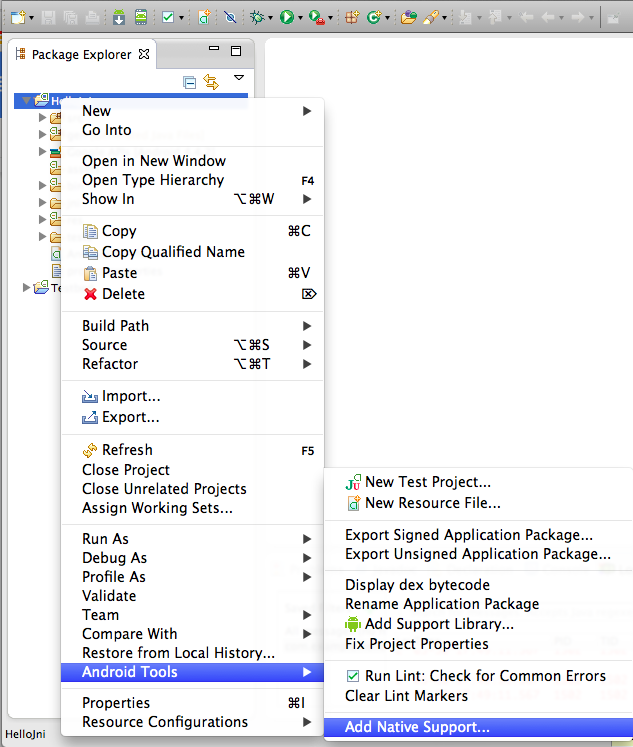 Package Explorer
New
Go Into
Open in New Window
Open Type Hierarchy F4
Show In ⌥⌘W
Copy ⌘C
Copy Qualified Name
Paste ⌘V
Delete ⌦
Build Path
Source ⌥⌘S
Refactor ⌥⌘T
Import...
Export...
Refresh F5
Close Project
Close Unrelated Projects
Assign Working Sets...
Run As
Debug As
Profile As
Validate
Team
Compare With
Restore from Local History...
Android Tools
Properties ⌘I
Resource Configurations
New Test Project...
New Resource File...
Export Signed Application Package...
Export Unsigned Application Package...
Display dex bytecode
Rename Application Package
Add Support Library...
Fix Project Properties
Run Lint: Check for Common Errors
Clear Lint Markers
Add Native Support...
HelloJni